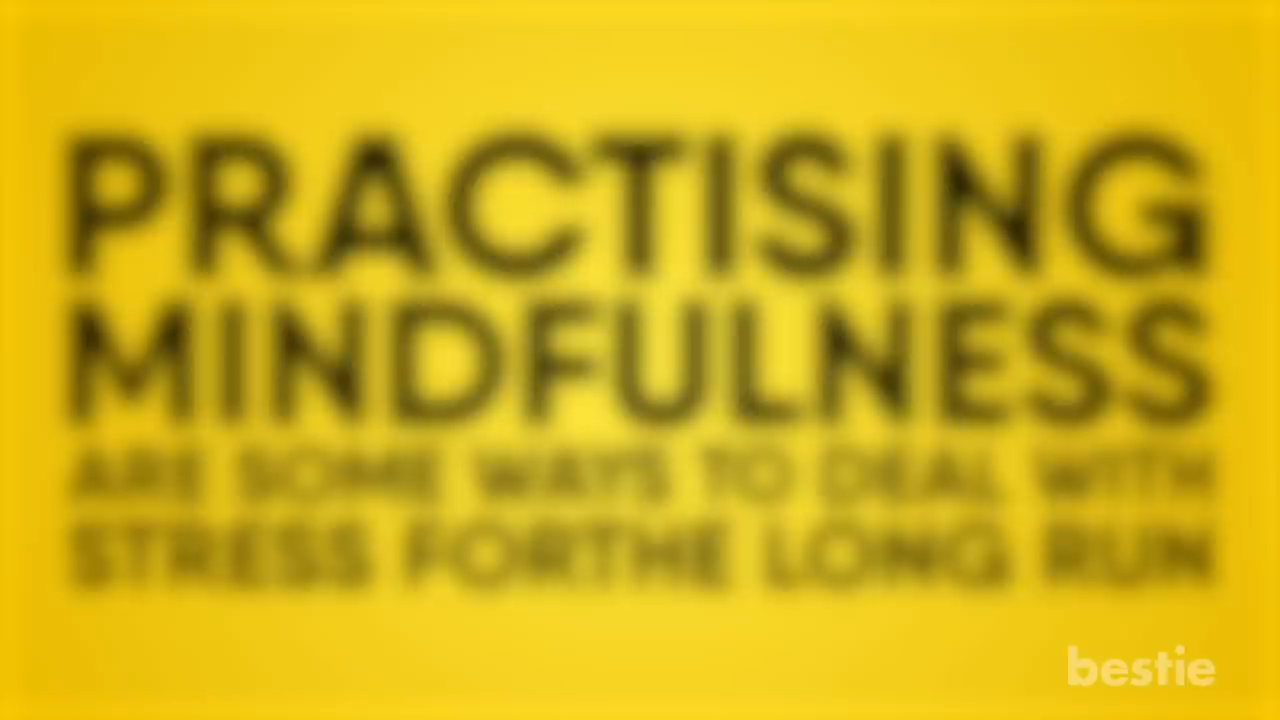 PRACTISING
MINDFULNESS
ARE SOME WAYS TO DEAL WITH
STRESS FORTHE LONG RUN
bestie